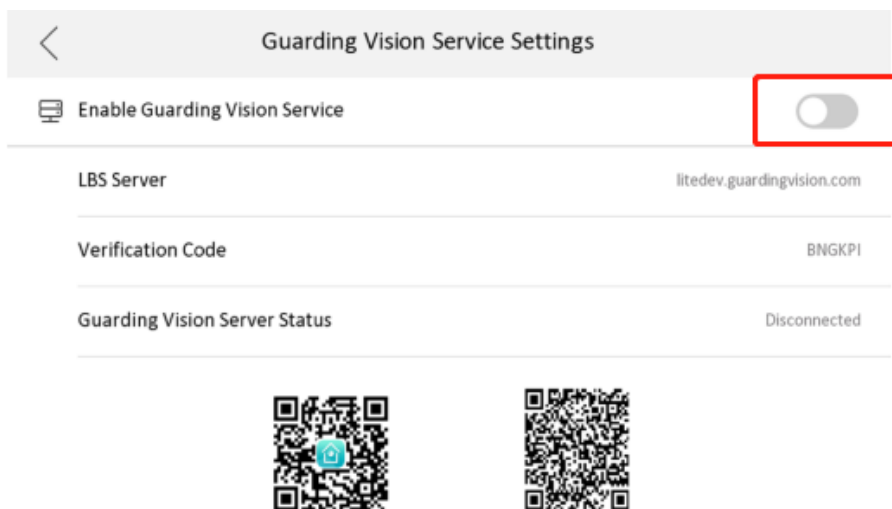 Guarding Vision Service Settings
Enable Guarding Vision Service
LBS Server litedev.guardingvision.com
Verification Code BNGKPI
Guarding Vision Server Status Disconnected